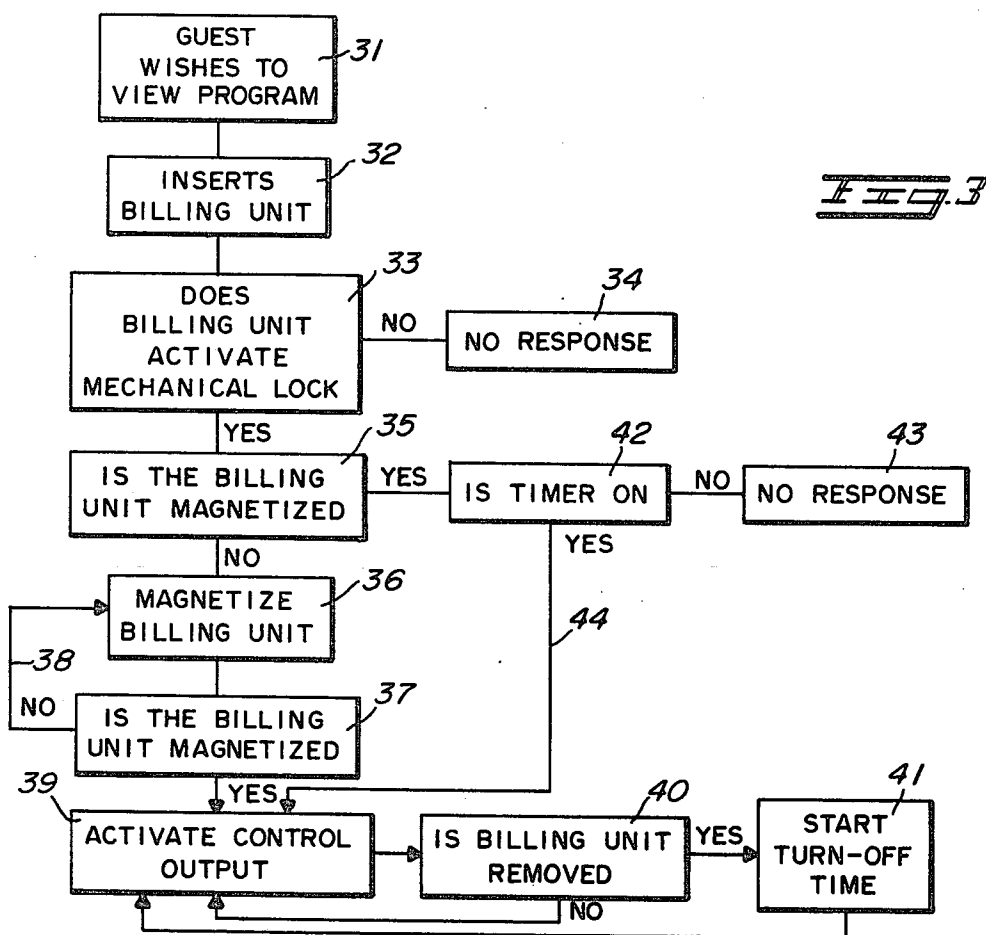 GUEST
WISHES TO
VIEW PROGRAM
31
INSERTS
BILLING UNIT
32
Fig. 3
DOES
BILLING UNIT
ACTIVATE
MECHANICAL LOCK
33
NO
NO RESPONSE
34
YES
IS THE BILLING
UNIT MAGNETIZED
35
YES
IS TIMER ON
42
NO
NO RESPONSE
43
NO
YES
MAGNETIZE
BILLING UNIT
36
38
44
NO
IS THE BILLING
UNIT MAGNETIZED
37
YES
39
ACTIVATE CONTROL
OUTPUT
IS BILLING UNIT
REMOVED
40
YES
START
TURN-OFF
TIME
41
NO